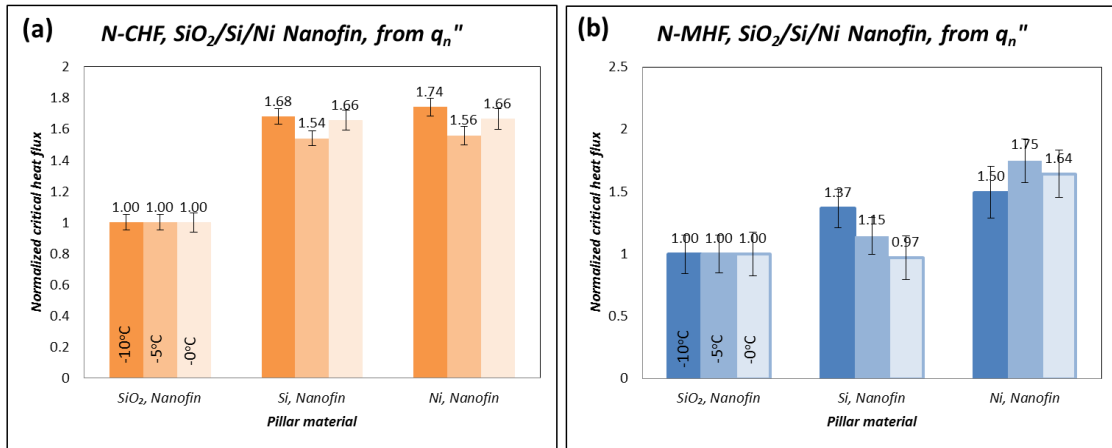 (a)
N-CHF, SiO₂/Si/Ni Nanofin, from qₙ"
Normalized critical heat flux
2
1.8
1.6
1.4
1.2
1
0.8
0.6
0.4
0.2
0
1.00 1.00 1.00
1.68 1.54 1.66
1.74 1.56 1.66
-10°C -5°C -0°C
SiO₂, Nanofin Si, Nanofin Ni, Nanofin
Pillar material
(b)
N-MHF, SiO₂/Si/Ni Nanofin, from qₙ"
Normalized critical heat flux
2.5
2
1.5
1
0.5
0
1.00 1.00 1.00
1.37 1.15 0.97
1.50 1.75 1.64
-10°C -5°C -0°C
SiO₂, Nanofin Si, Nanofin Ni, Nanofin
Pillar material